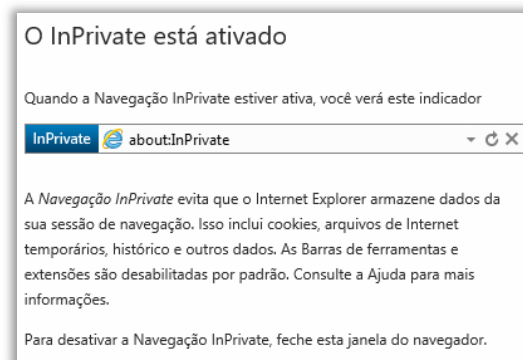 O InPrivate está ativado
Quando a Navegação InPrivate estiver ativa, você verá este indicador
InPrivate about:InPrivate
A Navegação InPrivate evita que o Internet Explorer armazene dados da
sua sessão de navegação. Isso inclui cookies, arquivos de Internet
temporários, histórico e outros dados. As Barras de ferramentas e
extensões são desabilitadas por padrão. Consulte a Ajuda para mais
informações.
Para desativar a Navegação InPrivate, feche esta janela do navegador.